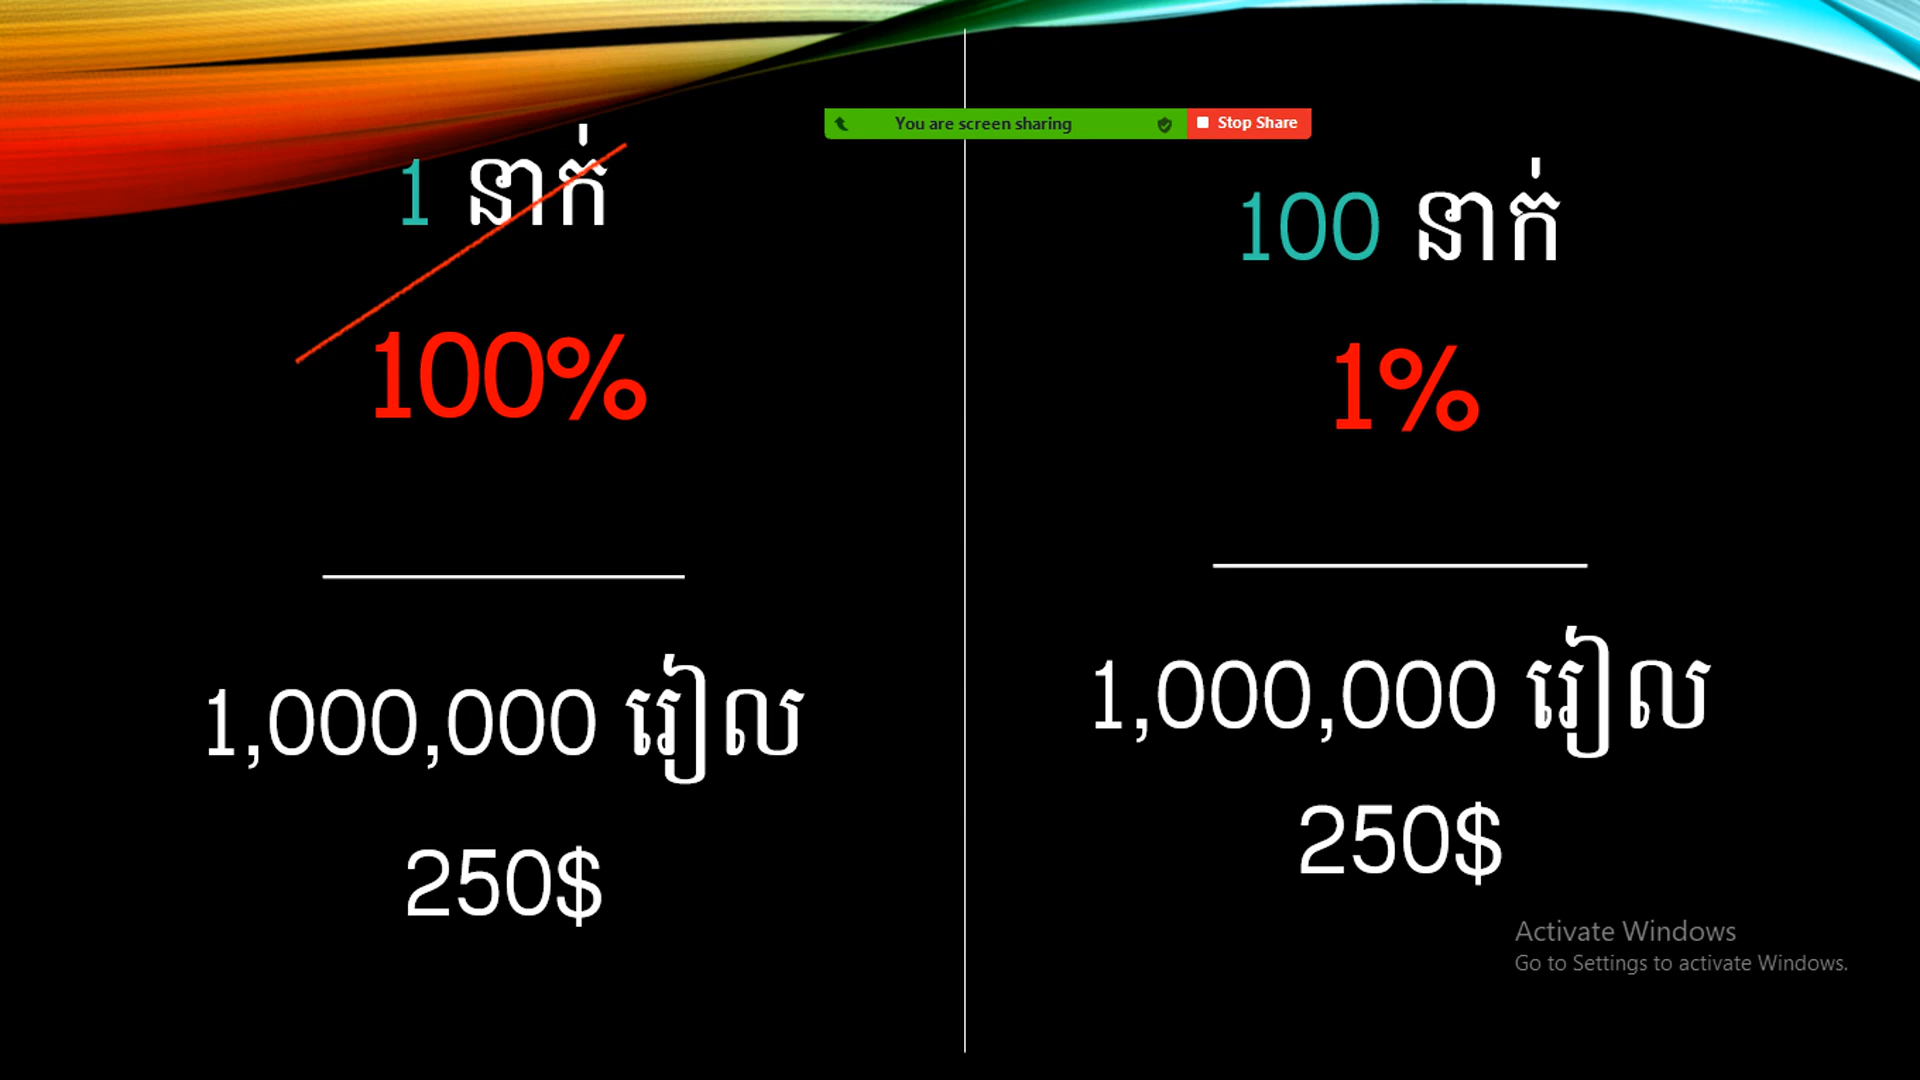 You are screen sharing
Stop Share
1 នាក់
100%
1,000,000 រៀល
250$
100 នាក់
1%
1,000,000 រៀល
250$
Activate Windows
Go to Settings to activate Windows.